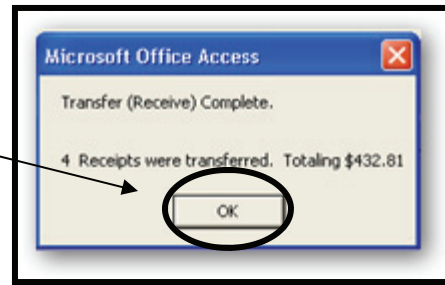 Microsoft Office Access
Transfer (Receive) Complete.
4 Receipts were transferred. Totaling $432.81
OK